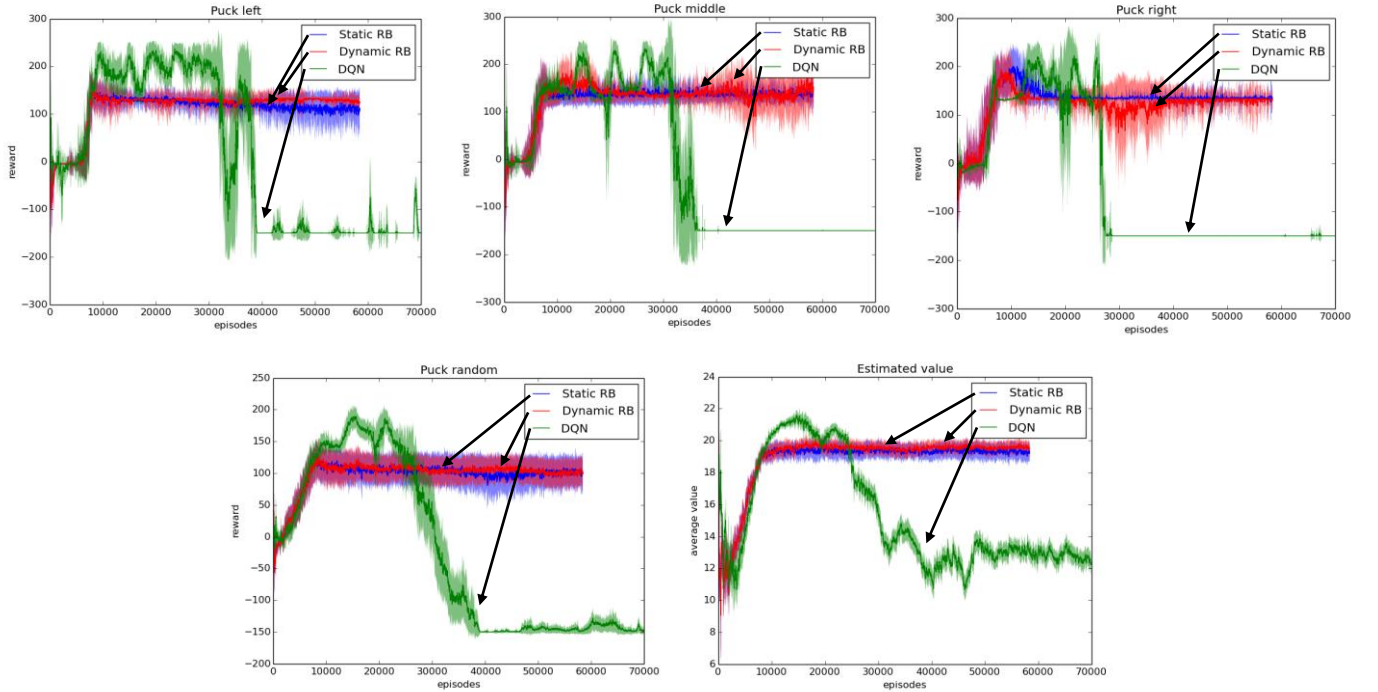 Puck left
300
200
100
0
−100
−200
−300
reward
Static RB
Dynamic RB
DQN
0 10000 20000 30000 40000 50000 60000 70000
episodes
Puck middle
300
200
100
0
−100
−200
−300
reward
Static RB
Dynamic RB
DQN
0 10000 20000 30000 40000 50000 60000 70000
episodes
Puck right
300
200
100
0
−100
−200
−300
reward
Static RB
Dynamic RB
DQN
0 10000 20000 30000 40000 50000 60000 70000
episodes
Puck random
250
200
150
100
50
0
−50
−100
−150
−200
reward
Static RB
Dynamic RB
DQN
0 10000 20000 30000 40000 50000 60000 70000
episodes
Estimated value
24
22
20
18
16
14
12
10
8
6
average value
Static RB
Dynamic RB
DQN
0 10000 20000 30000 40000 50000 60000 70000
episodes